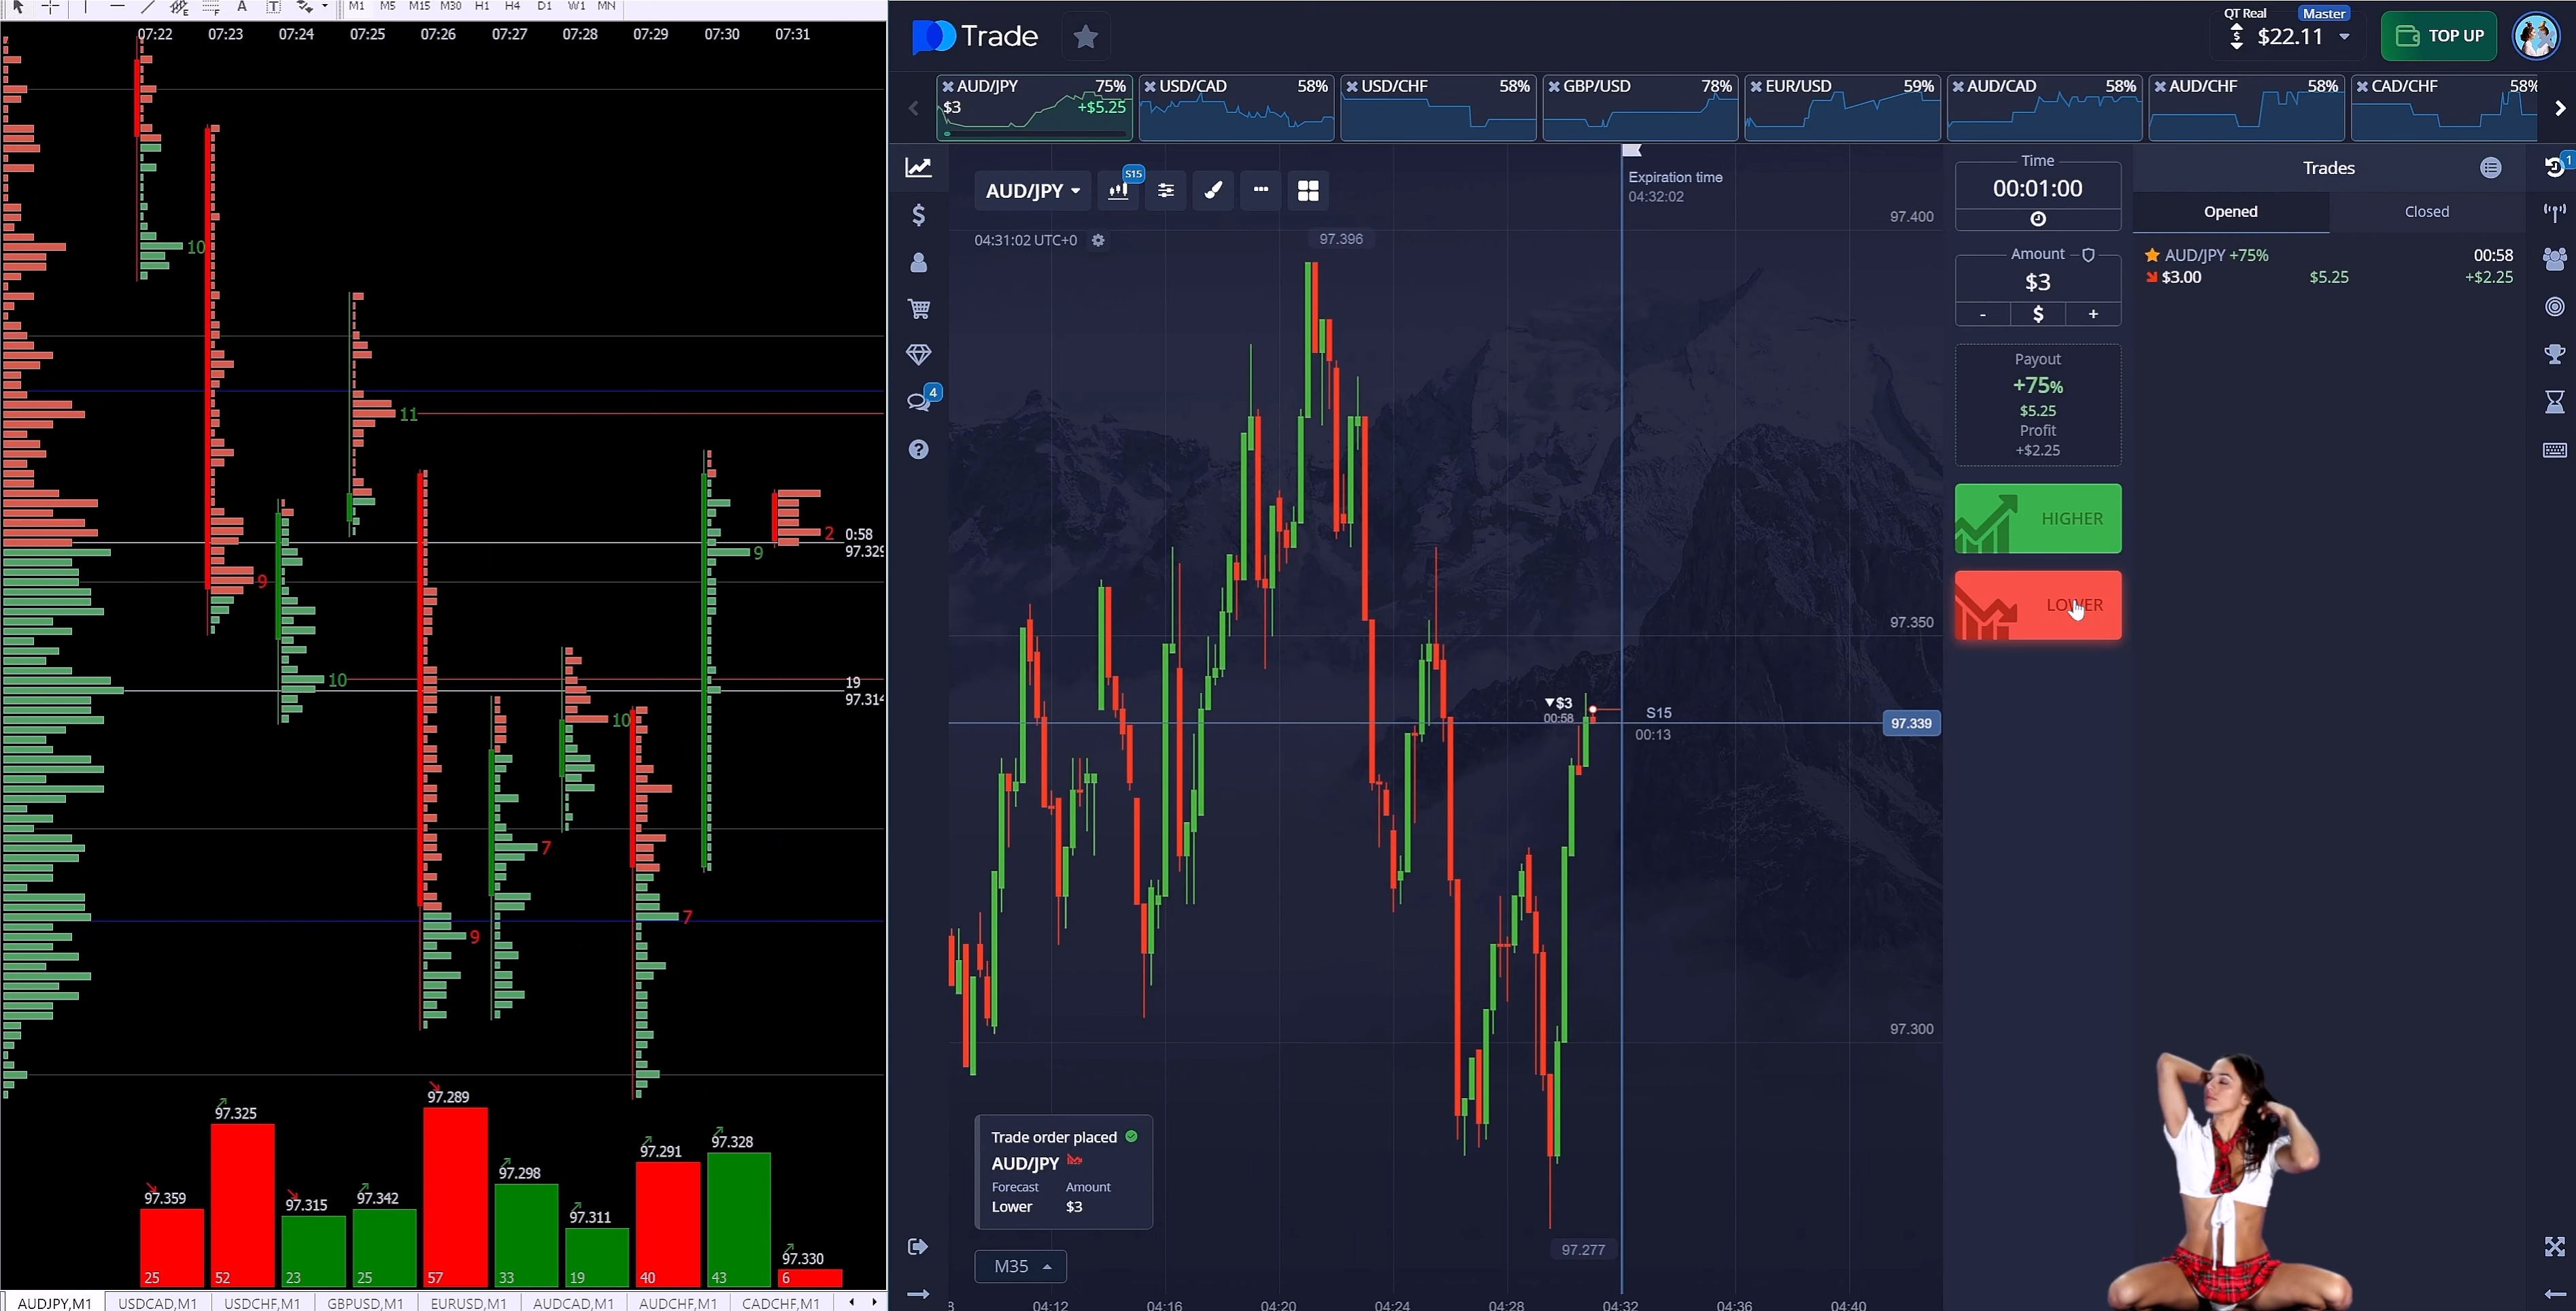 M1 M5 M15 M30 H1 H4 D1 W1 MN
07:22 07:23 07:24 07:25 07:26 07:27 07:28 07:29 07:30 07:31
10
11
9
10
9
7
10
7
9
2
0:58
97.329
19
97.314
97.359
97.325
97.315
97.342
97.289
97.298
97.311
97.291
97.328
97.330
25 52 23 25 57 33 19 40 43 6
AUDJPY,M1 USDCAD,M1 USDCHF,M1 GBPUSD,M1 EURUSD,M1 AUDCAD,M1 AUDCHF,M1 CADCHF,M1
Trade
QT Real Master
$22.11
TOP UP
AUD/JPY 75%
$3 +$5.25
USD/CAD 58%
USD/CHF 58%
GBP/USD 78%
EUR/USD 59%
AUD/CAD 58%
AUD/CHF 58%
CAD/CHF 58%
AUD/JPY
S15
04:31:02 UTC+0
4
97.396
Expiration time
04:32:02
97.400
97.350
97.339
97.300
97.277
$3
00:58
S15
00:13
Trade order placed
AUD/JPY
Forecast Amount
Lower $3
M35
04:12 04:16 04:20 04:24 04:28 04:32 04:36 04:40
Time
00:01:00
Amount
$3
- $ +
Payout
+75%
$5.25
Profit
+$2.25
HIGHER
LOWER
Trades
Opened Closed
AUD/JPY +75% 00:58
$3.00 $5.25 +$2.25
1